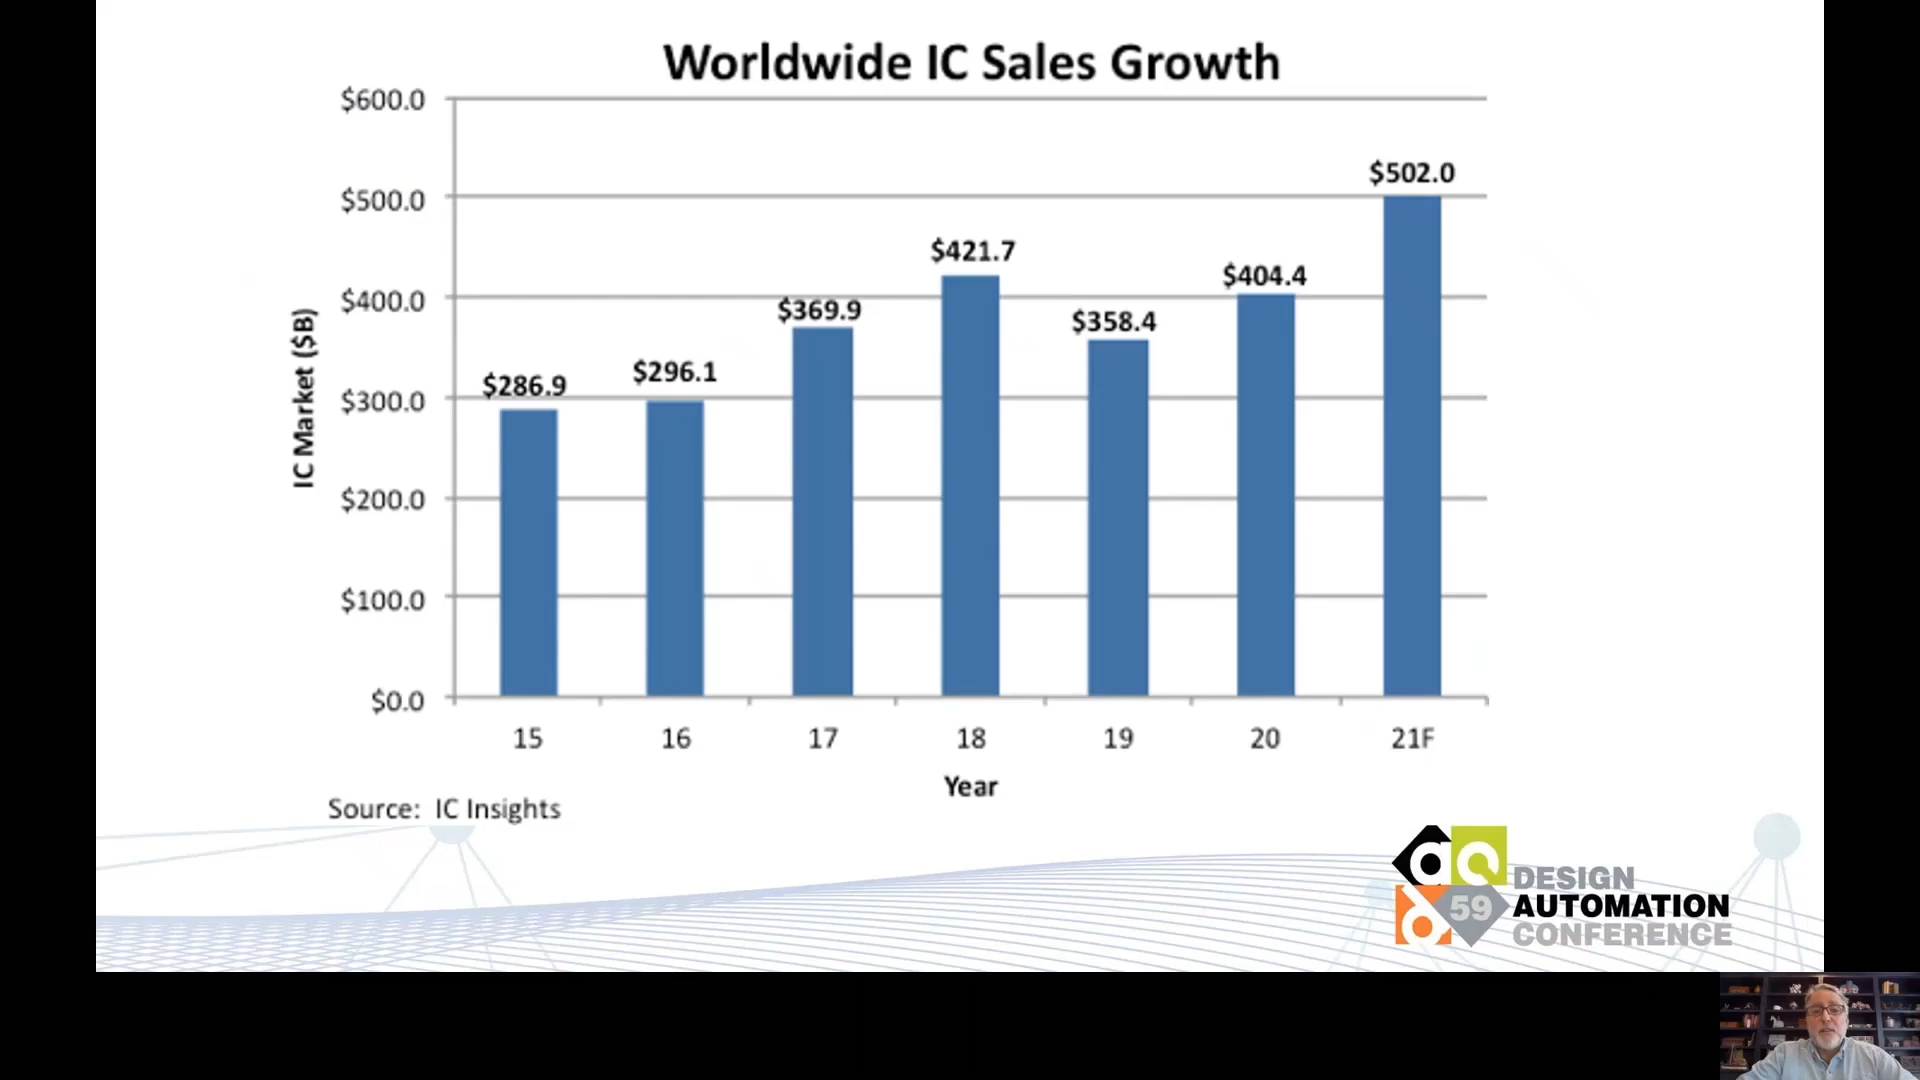 Worldwide IC Sales Growth
$600.0
$500.0
$400.0
$300.0
$200.0
$100.0
$0.0
IC Market ($B)
$286.9
$296.1
$369.9
$421.7
$358.4
$404.4
$502.0
15 16 17 18 19 20 21F
Year
Source: IC Insights
59
DESIGN
AUTOMATION
CONFERENCE